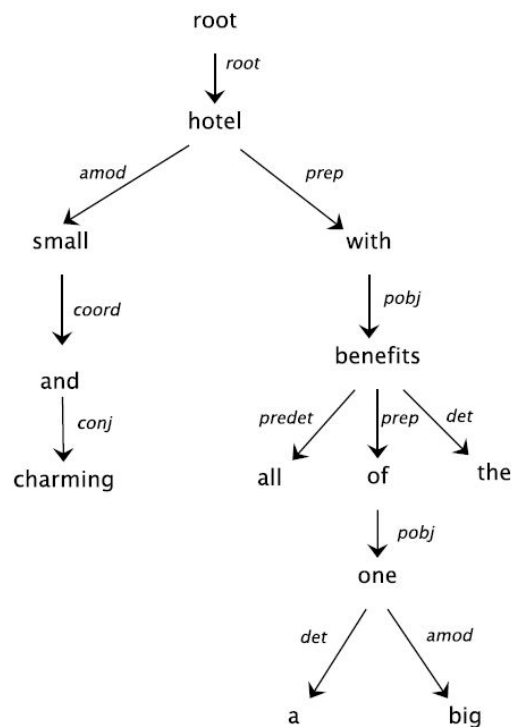 root
root
hotel
amod prep
small with
coord pobj
and benefits
conj predet prep det
charming all of the
pobj
one
det amod
a big